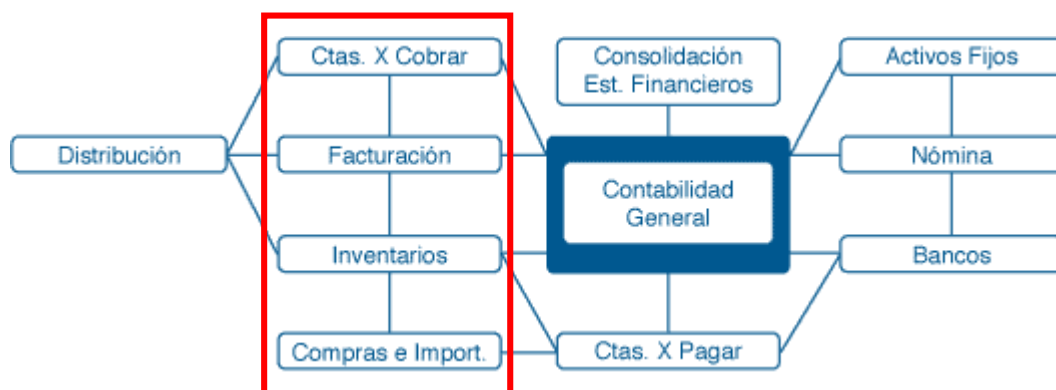 Ctas. X Cobrar
Consolidación
Est. Financieros
Activos Fijos
Distribución
Facturación
Contabilidad
General
Nómina
Inventarios
Bancos
Compras e Import.
Ctas. X Pagar